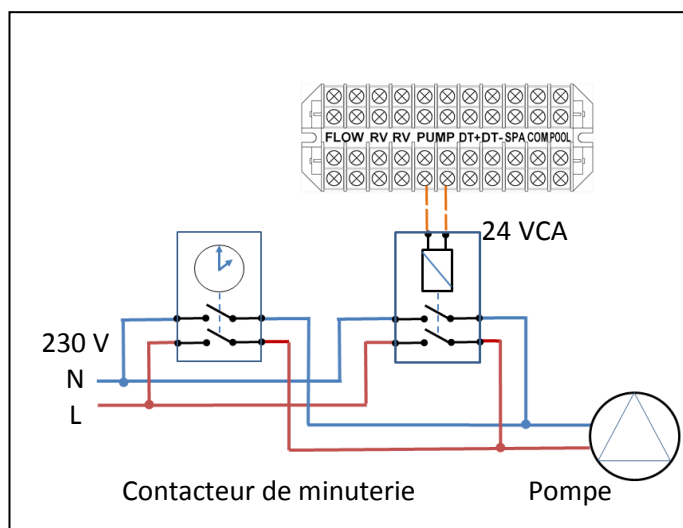 FLOW RV RV PUMP DT+ DT- SPA COM POOL
24 VCA
230 V
N
L
Contacteur de minuterie
Pompe